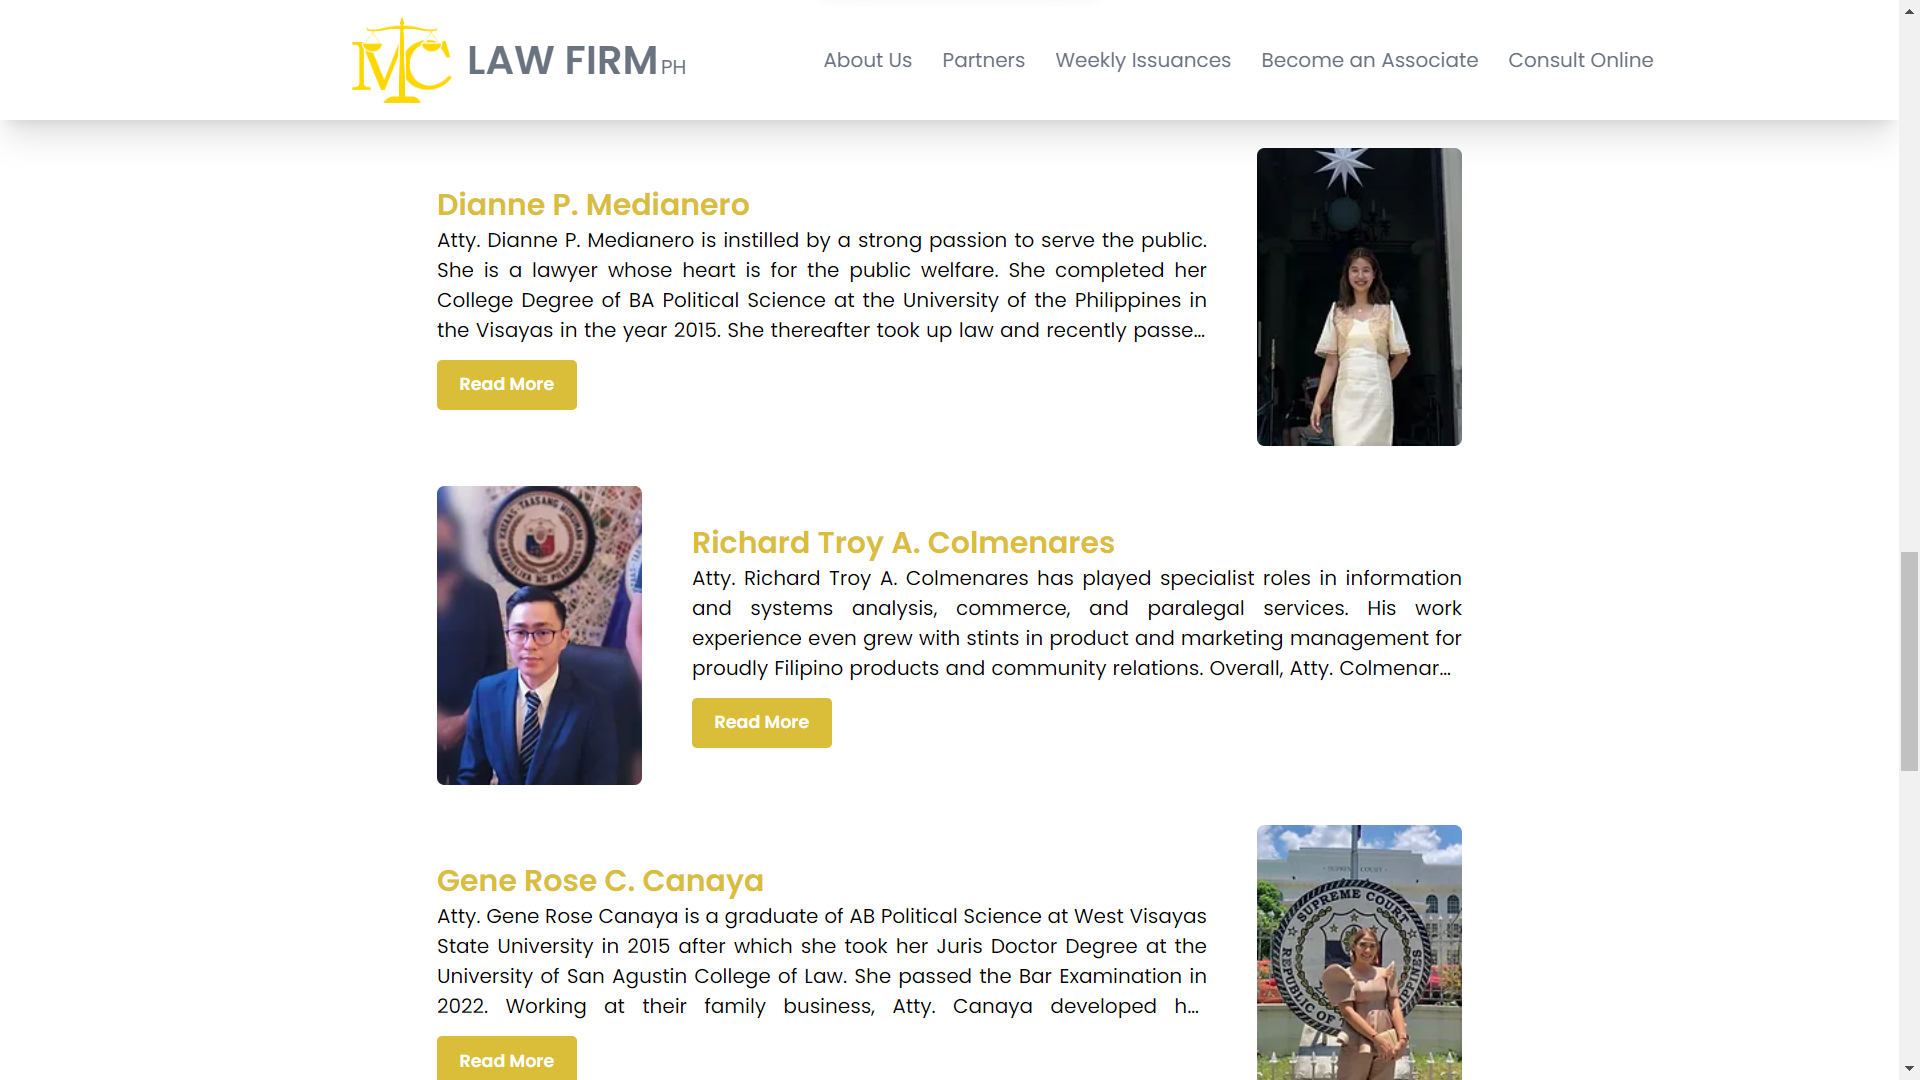 MC LAW FIRM PH
About Us Partners Weekly Issuances Become an Associate Consult Online
Dianne P. Medianero
Atty. Dianne P. Medianero is instilled by a strong passion to serve the public.
She is a lawyer whose heart is for the public welfare. She completed her
College Degree of BA Political Science at the University of the Philippines in
the Visayas in the year 2015. She thereafter took up law and recently passe...
Read More
KATAAS-TAASANG HUKUMAN
REPUBLIKA NG PILIPINAS
Richard Troy A. Colmenares
Atty. Richard Troy A. Colmenares has played specialist roles in information
and systems analysis, commerce, and paralegal services. His work
experience even grew with stints in product and marketing management for
proudly Filipino products and community relations. Overall, Atty. Colmenar...
Read More
Gene Rose C. Canaya
Atty. Gene Rose Canaya is a graduate of AB Political Science at West Visayas
State University in 2015 after which she took her Juris Doctor Degree at the
University of San Agustin College of Law. She passed the Bar Examination in
2022. Working at their family business, Atty. Canaya developed h...
Read More
SUPREME COURT
SUPREME COURT
REPUBLIC OF